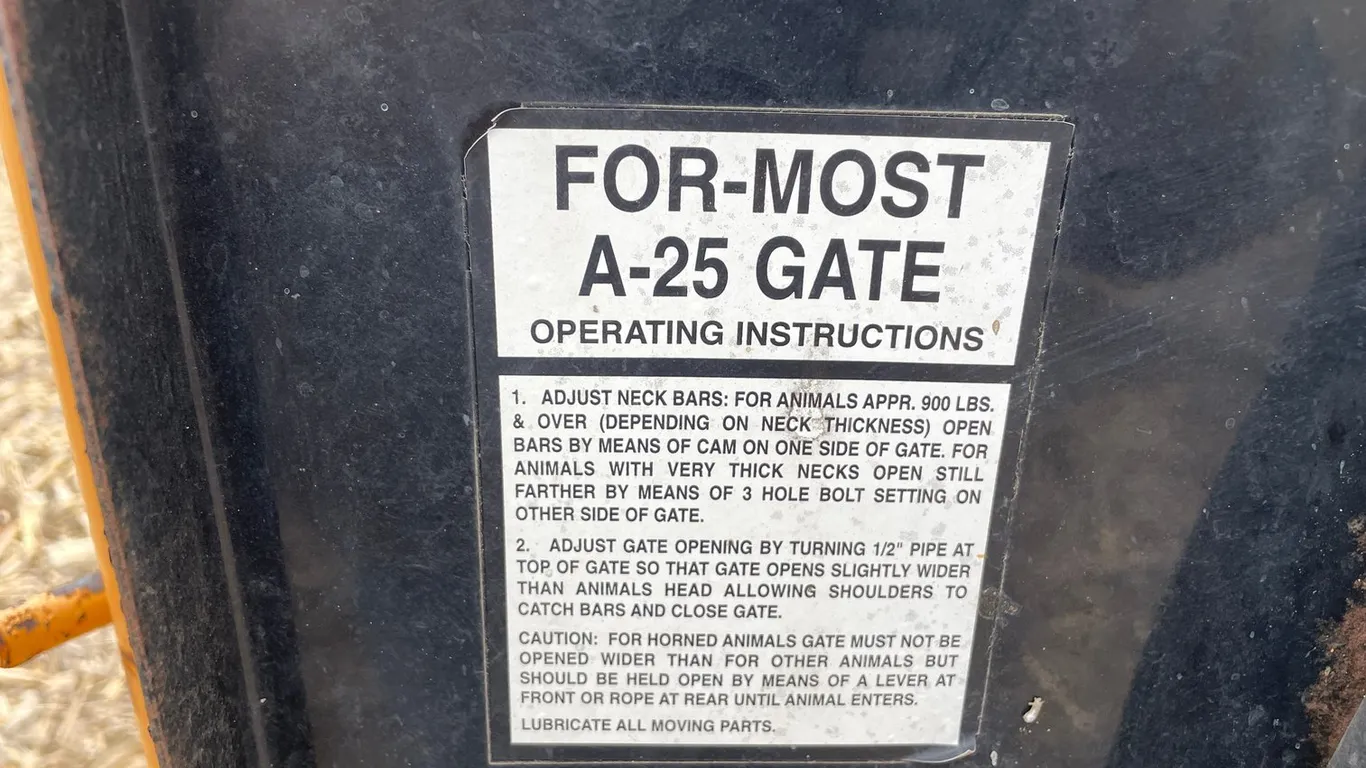 FOR-MOST
A-25 GATE
OPERATING INSTRUCTIONS
1. ADJUST NECK BARS: FOR ANIMALS APPR. 900 LBS.
& OVER (DEPENDING ON NECK THICKNESS) OPEN
BARS BY MEANS OF CAM ON ONE SIDE OF GATE. FOR
ANIMALS WITH VERY THICK NECKS OPEN STILL
FARTHER BY MEANS OF 3 HOLE BOLT SETTING ON
OTHER SIDE OF GATE.
2. ADJUST GATE OPENING BY TURNING 1/2" PIPE AT
TOP OF GATE SO THAT GATE OPENS SLIGHTLY WIDER
THAN ANIMALS HEAD ALLOWING SHOULDERS TO
CATCH BARS AND CLOSE GATE.
CAUTION: FOR HORNED ANIMALS GATE MUST NOT BE
OPENED WIDER THAN FOR OTHER ANIMALS BUT
SHOULD BE HELD OPEN BY MEANS OF A LEVER AT
FRONT OR ROPE AT REAR UNTIL ANIMAL ENTERS.
LUBRICATE ALL MOVING PARTS.